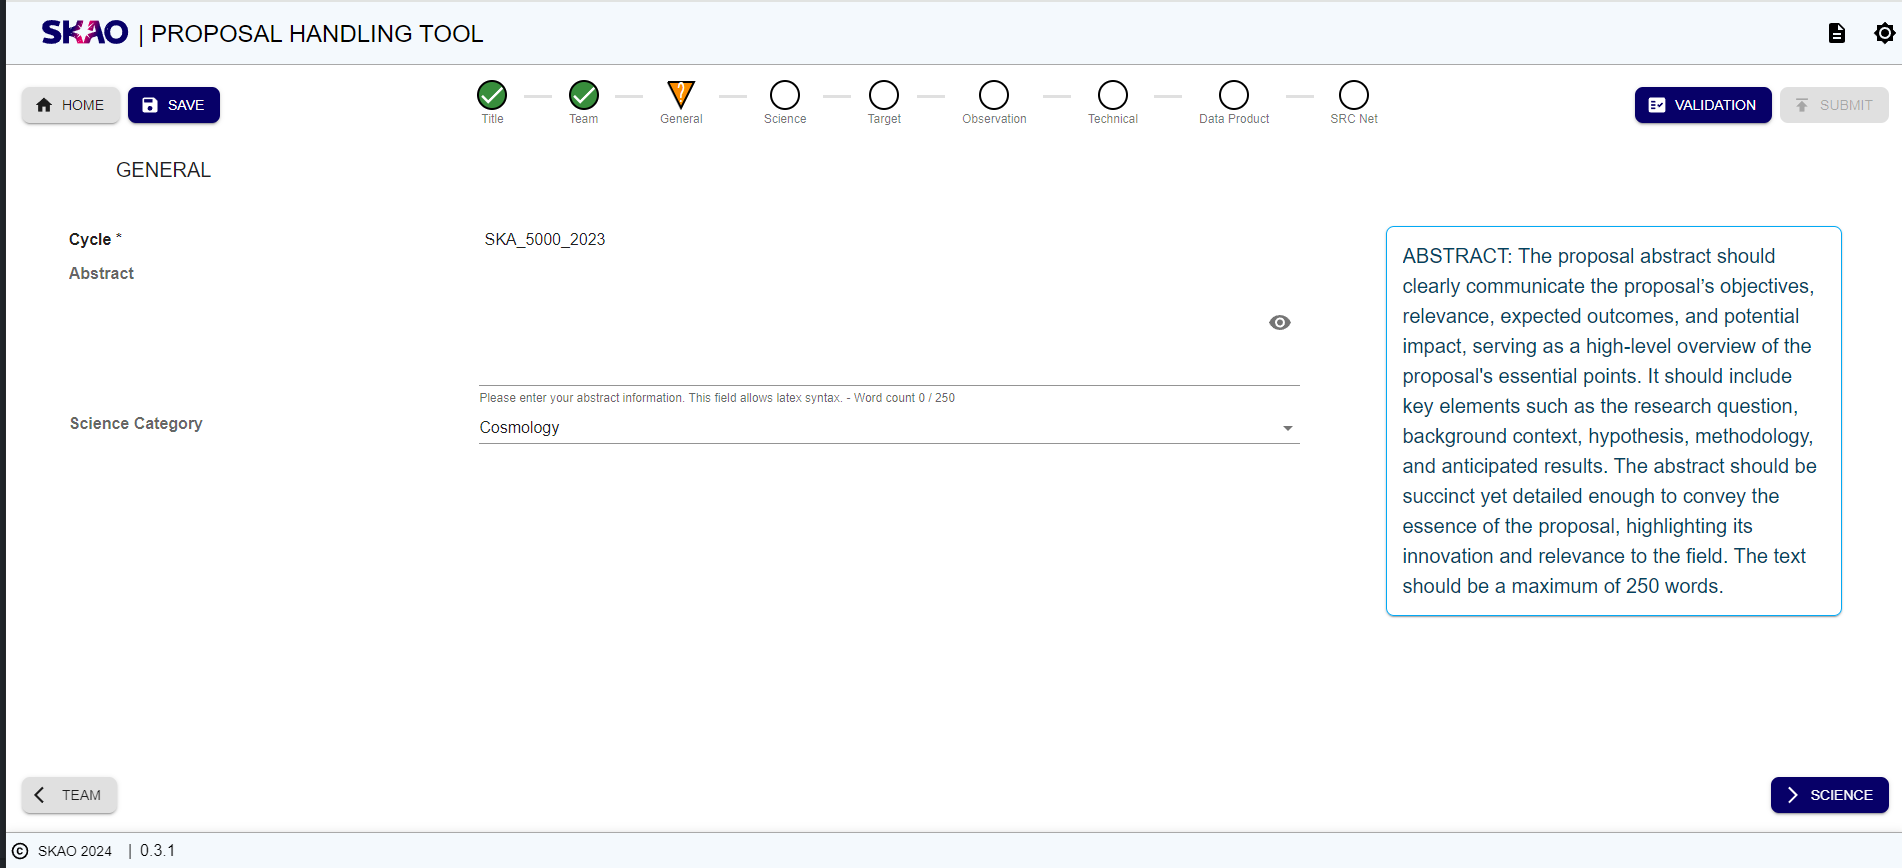 SKAO | PROPOSAL HANDLING TOOL
HOME
SAVE
?
Title
Team
General
Science
Target
Observation
Technical
Data Product
SRC Net
VALIDATION
SUBMIT
GENERAL
Cycle *
SKA_5000_2023
Abstract
Please enter your abstract information. This field allows latex syntax. - Word count 0 / 250
Science Category
Cosmology
ABSTRACT: The proposal abstract should
clearly communicate the proposal’s objectives,
relevance, expected outcomes, and potential
impact, serving as a high-level overview of the
proposal's essential points. It should include
key elements such as the research question,
background context, hypothesis, methodology,
and anticipated results. The abstract should be
succinct yet detailed enough to convey the
essence of the proposal, highlighting its
innovation and relevance to the field. The text
should be a maximum of 250 words.
TEAM
SCIENCE
© SKAO 2024 | 0.3.1